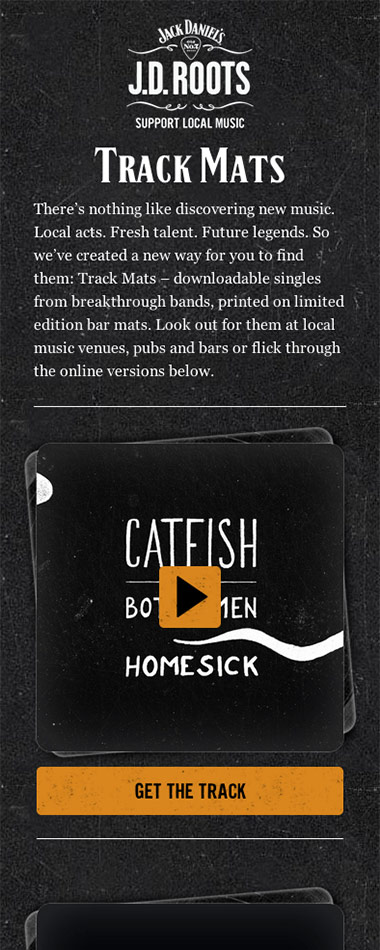 JACK DANIEL'S
OLD
No.7
J.D. ROOTS
SUPPORT LOCAL MUSIC
TRACK MATS
There's nothing like discovering new music.
Local acts. Fresh talent. Future legends. So
we've created a new way for you to find
them: Track Mats – downloadable singles
from breakthrough bands, printed on limited
edition bar mats. Look out for them at local
music venues, pubs and bars or flick through
the online versions below.
CATFISH
HOMESICK
GET THE TRACK